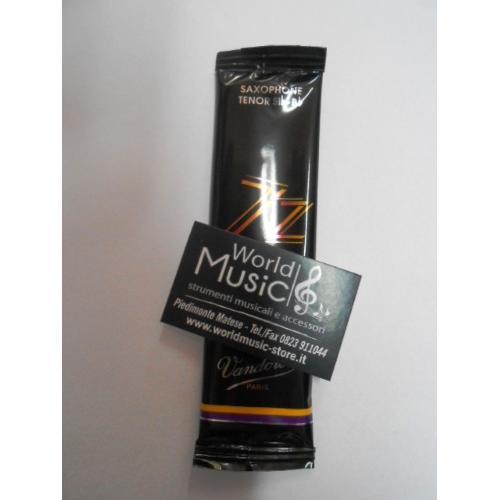 SAXOPHONE
TENOR
ZZ
World
Music
strumenti musicali e accessori
Piedimonte Matese - Tel./Fax 0823 911044
www.worldmusic-store.it
PARIS